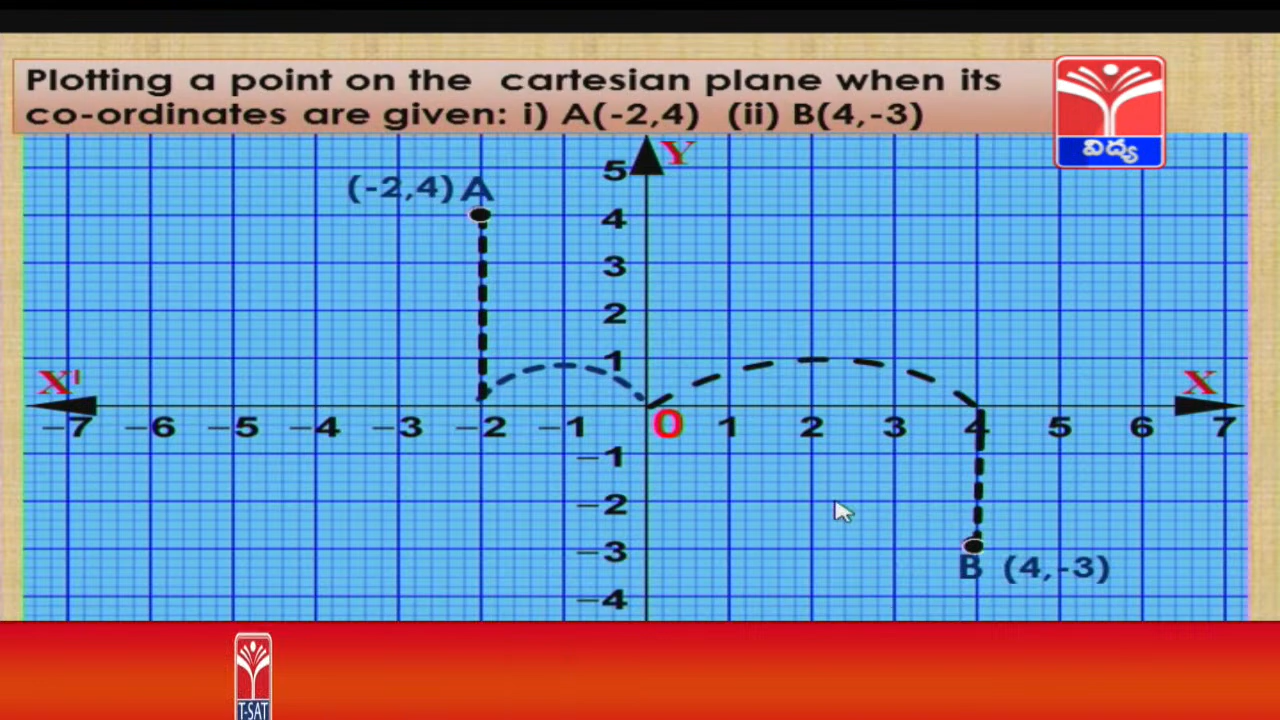 Plotting a point on the cartesian plane when its
co-ordinates are given: i) A(-2,4) (ii) B(4,-3)
విద్య
Y
5
(-2,4) A
4
3
2
1
X'
X
-7 -6 -5 -4 -3 -2 -1 0 1 2 3 4 5 6 7
-1
-2
-3
B (4,-3)
-4
T-SAT